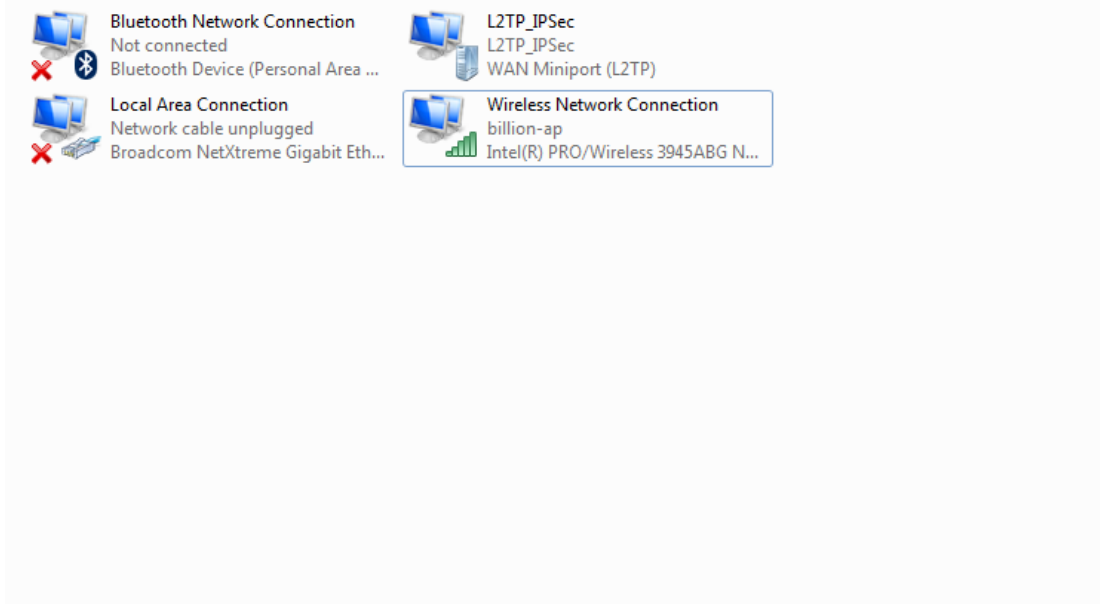 Bluetooth Network Connection
Not connected
Bluetooth Device (Personal Area ...
L2TP_IPSec
L2TP_IPSec
WAN Miniport (L2TP)
Local Area Connection
Network cable unplugged
Broadcom NetXtreme Gigabit Eth...
Wireless Network Connection
billion-ap
Intel(R) PRO/Wireless 3945ABG N...